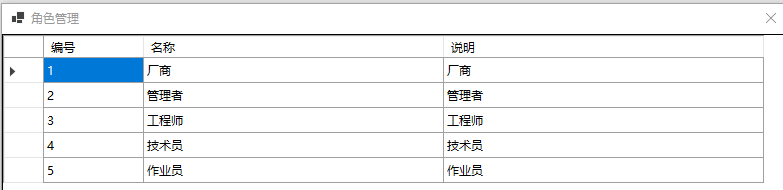 角色管理
编号 名称 说明
1 厂商 厂商
2 管理者 管理者
3 工程师 工程师
4 技术员 技术员
5 作业员 作业员